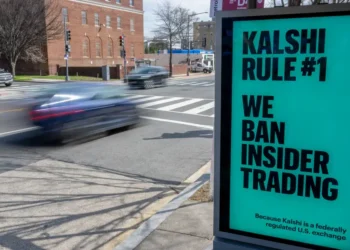 KALSHI
RULE #1
WE
BAN
INSIDER
TRADING
Because Kalshi is a federally
regulated U.S. exchange